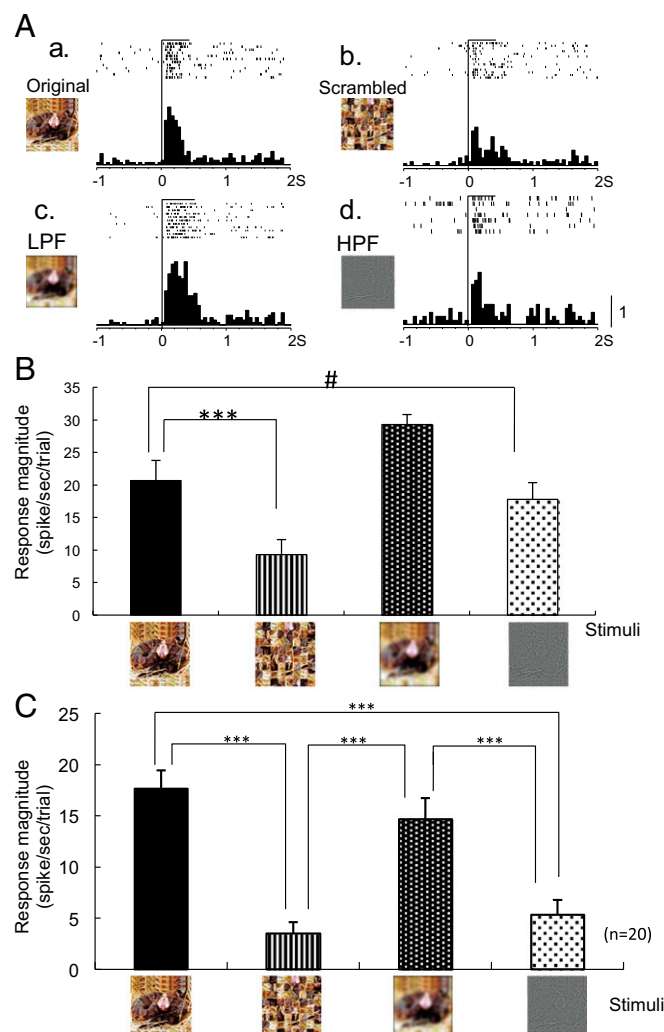 A
a.
b.
Original
Scrambled
-1 0 1 2S
-1 0 1 2S
c.
d.
LPF
HPF
1
-1 0 1 2S
-1 0 1 2S
B
#
***
Response magnitude
(spike/sec/trial)
35
30
25
20
15
10
5
0
Stimuli
C
***
*** *** ***
Response magnitude
(spike/sec/trial)
25
20
15
10
5
0
(n=20)
Stimuli